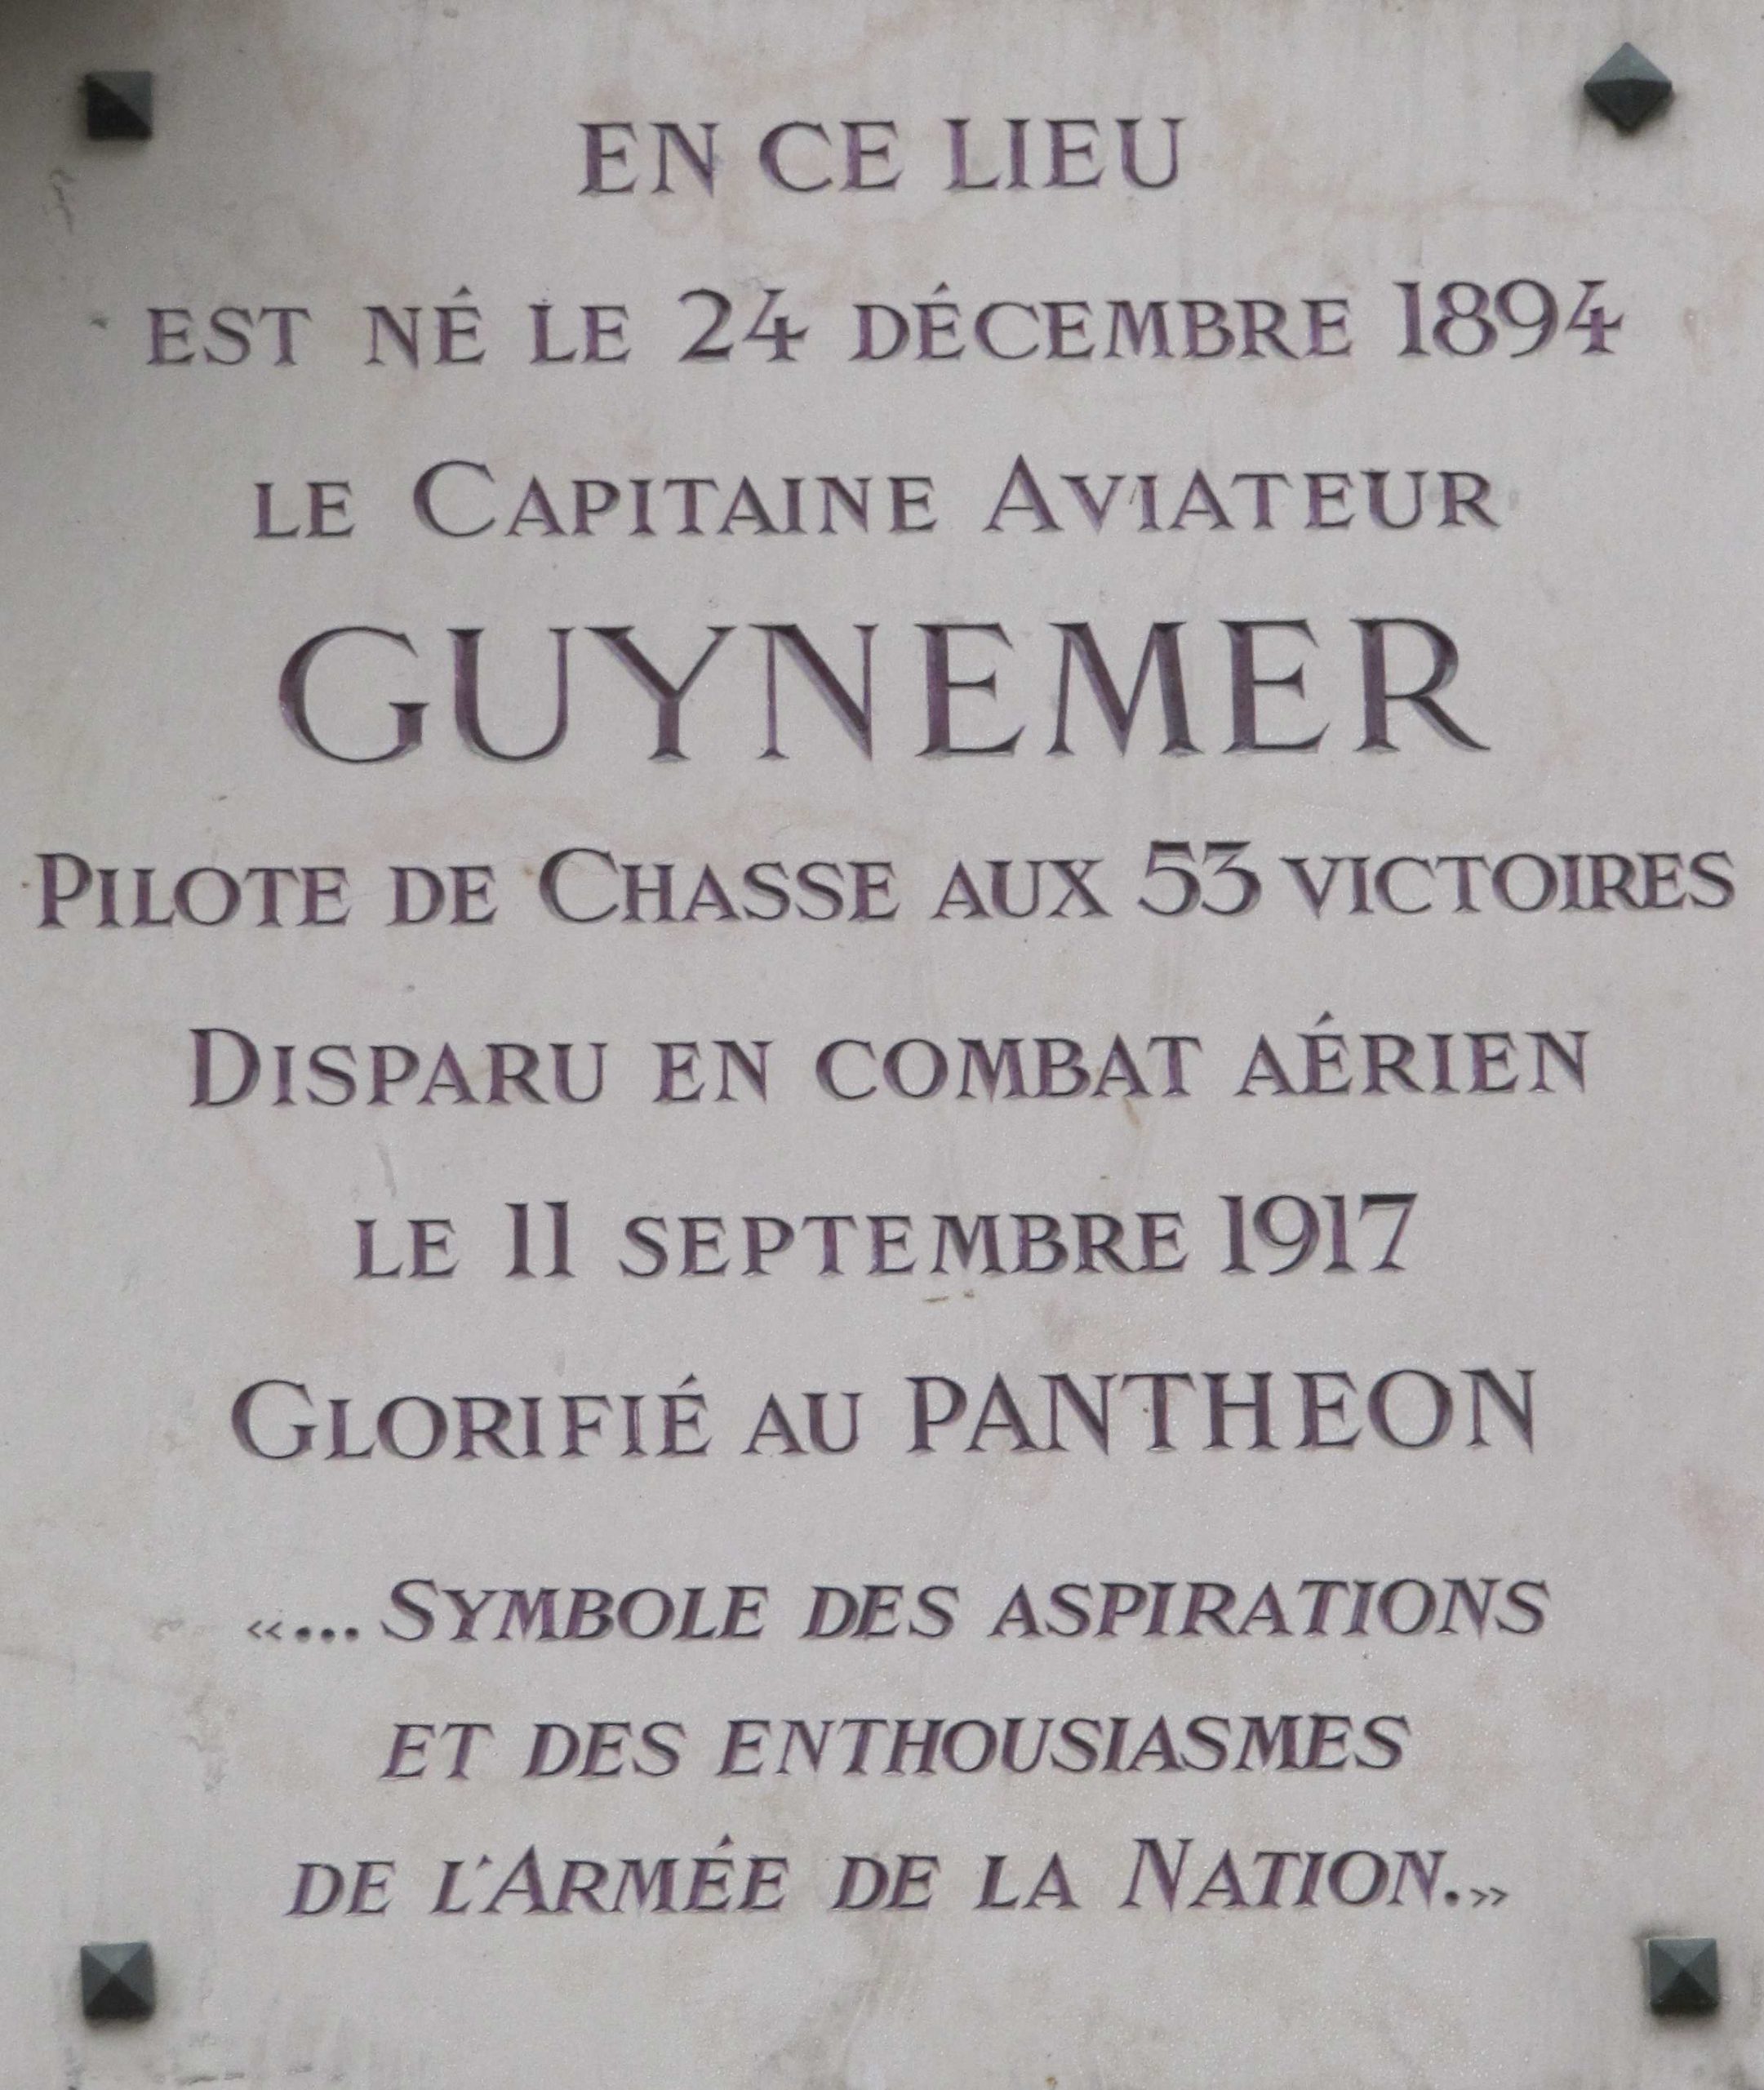 EN CE LIEU
EST NÉ LE 24 DÉCEMBRE 1894
LE CAPITAINE AVIATEUR
GUYNEMER
PILOTE DE CHASSE AUX 53 VICTOIRES
DISPARU EN COMBAT AÉRIEN
LE 11 SEPTEMBRE 1917
GLORIFIÉ AU PANTHEON
«... SYMBOLE DES ASPIRATIONS
ET DES ENTHOUSIASMES
DE L'ARMÉE DE LA NATION.»